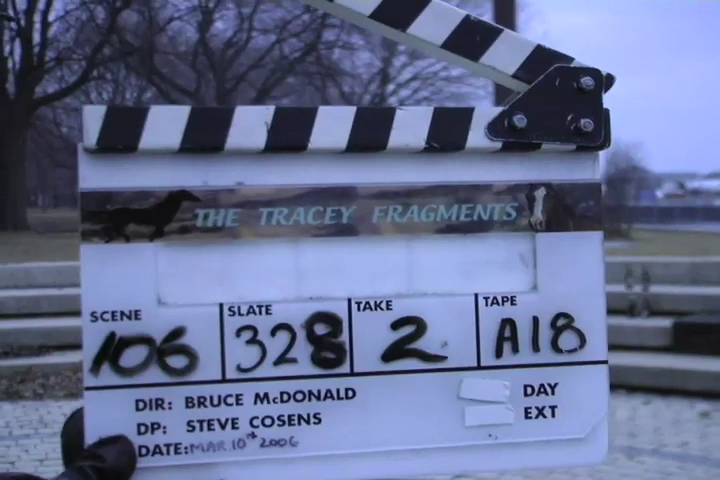 THE TRACEY FRAGMENTS
SCENE SLATE TAKE TAPE
106 328 2 A18
DIR: BRUCE McDONALD DAY
DP: STEVE COSENS EXT
DATE: MAR 10th 2006